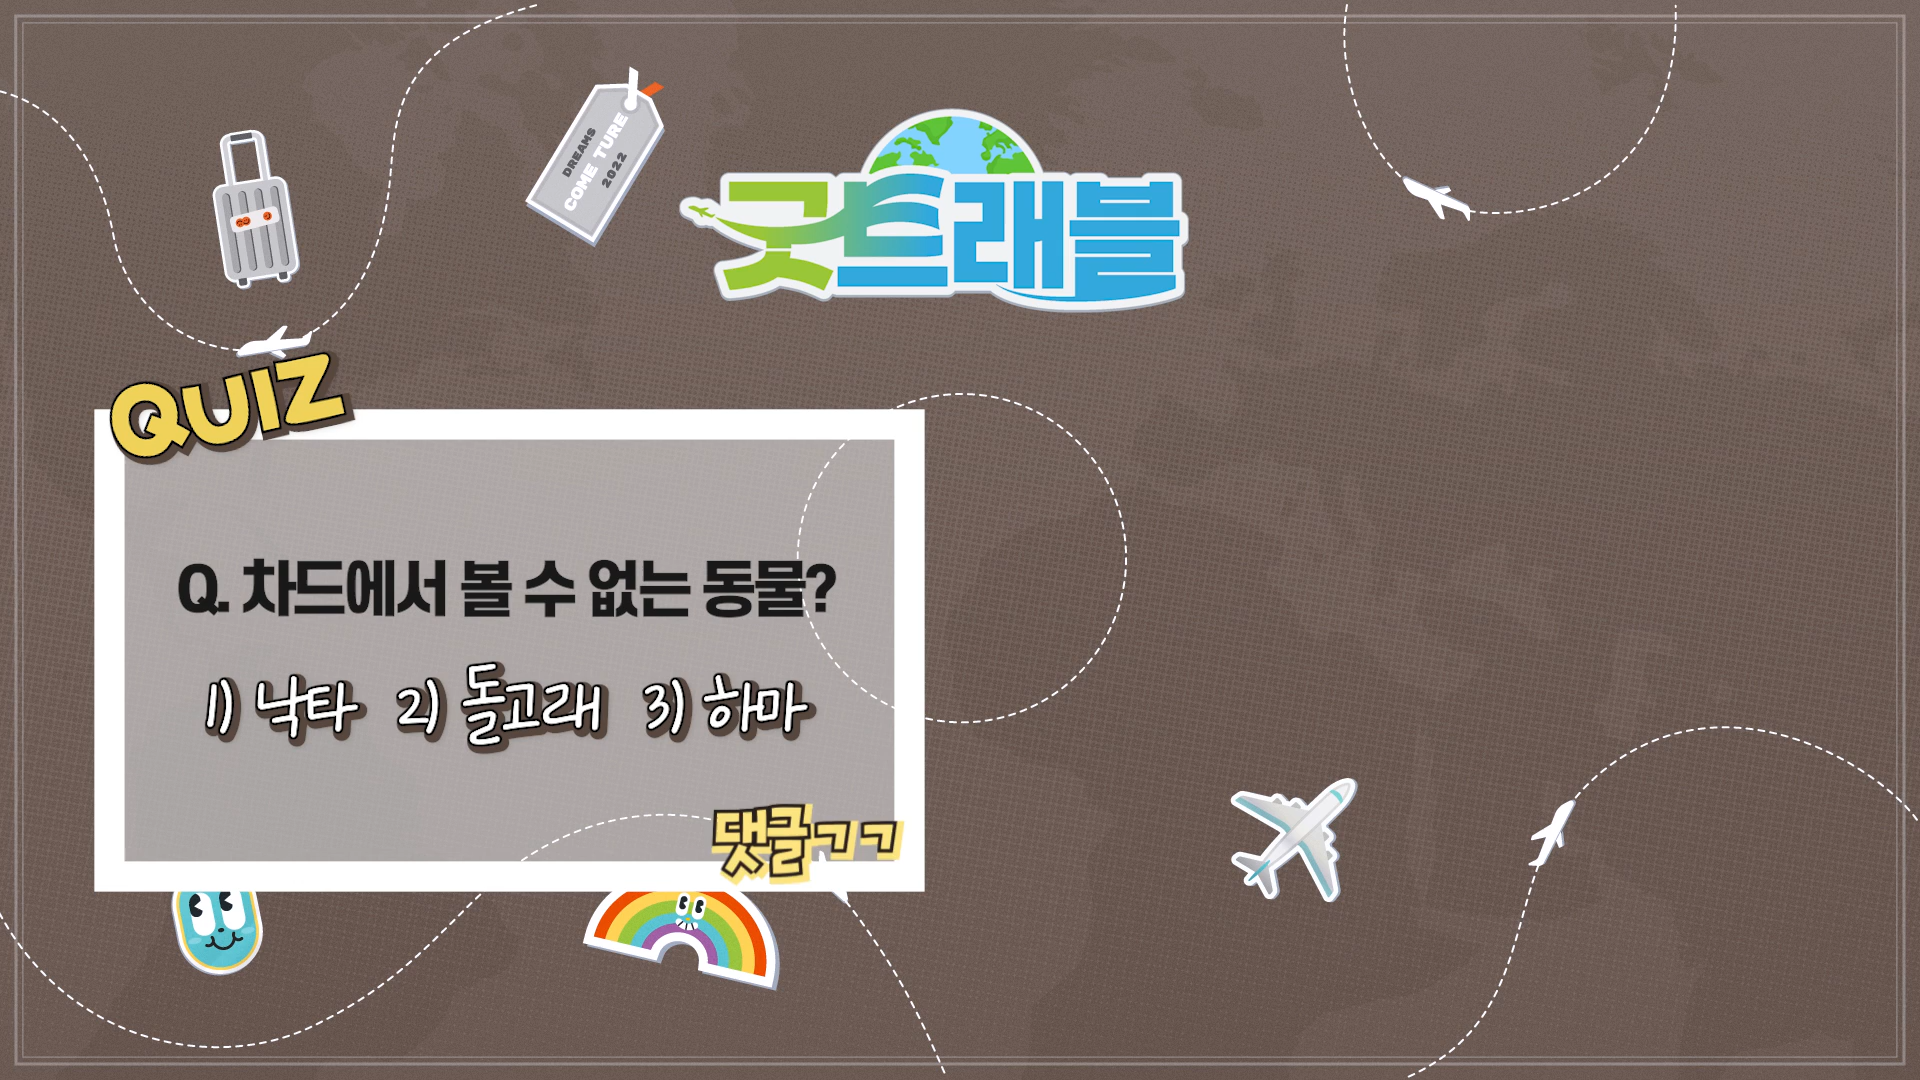 DREAMS
COME TURE
2022
굿트래블
QUIZ
Q. 차드에서 볼 수 없는 동물?
1) 낙타 2) 돌고래 3) 하마
댓글ㄱㄱ